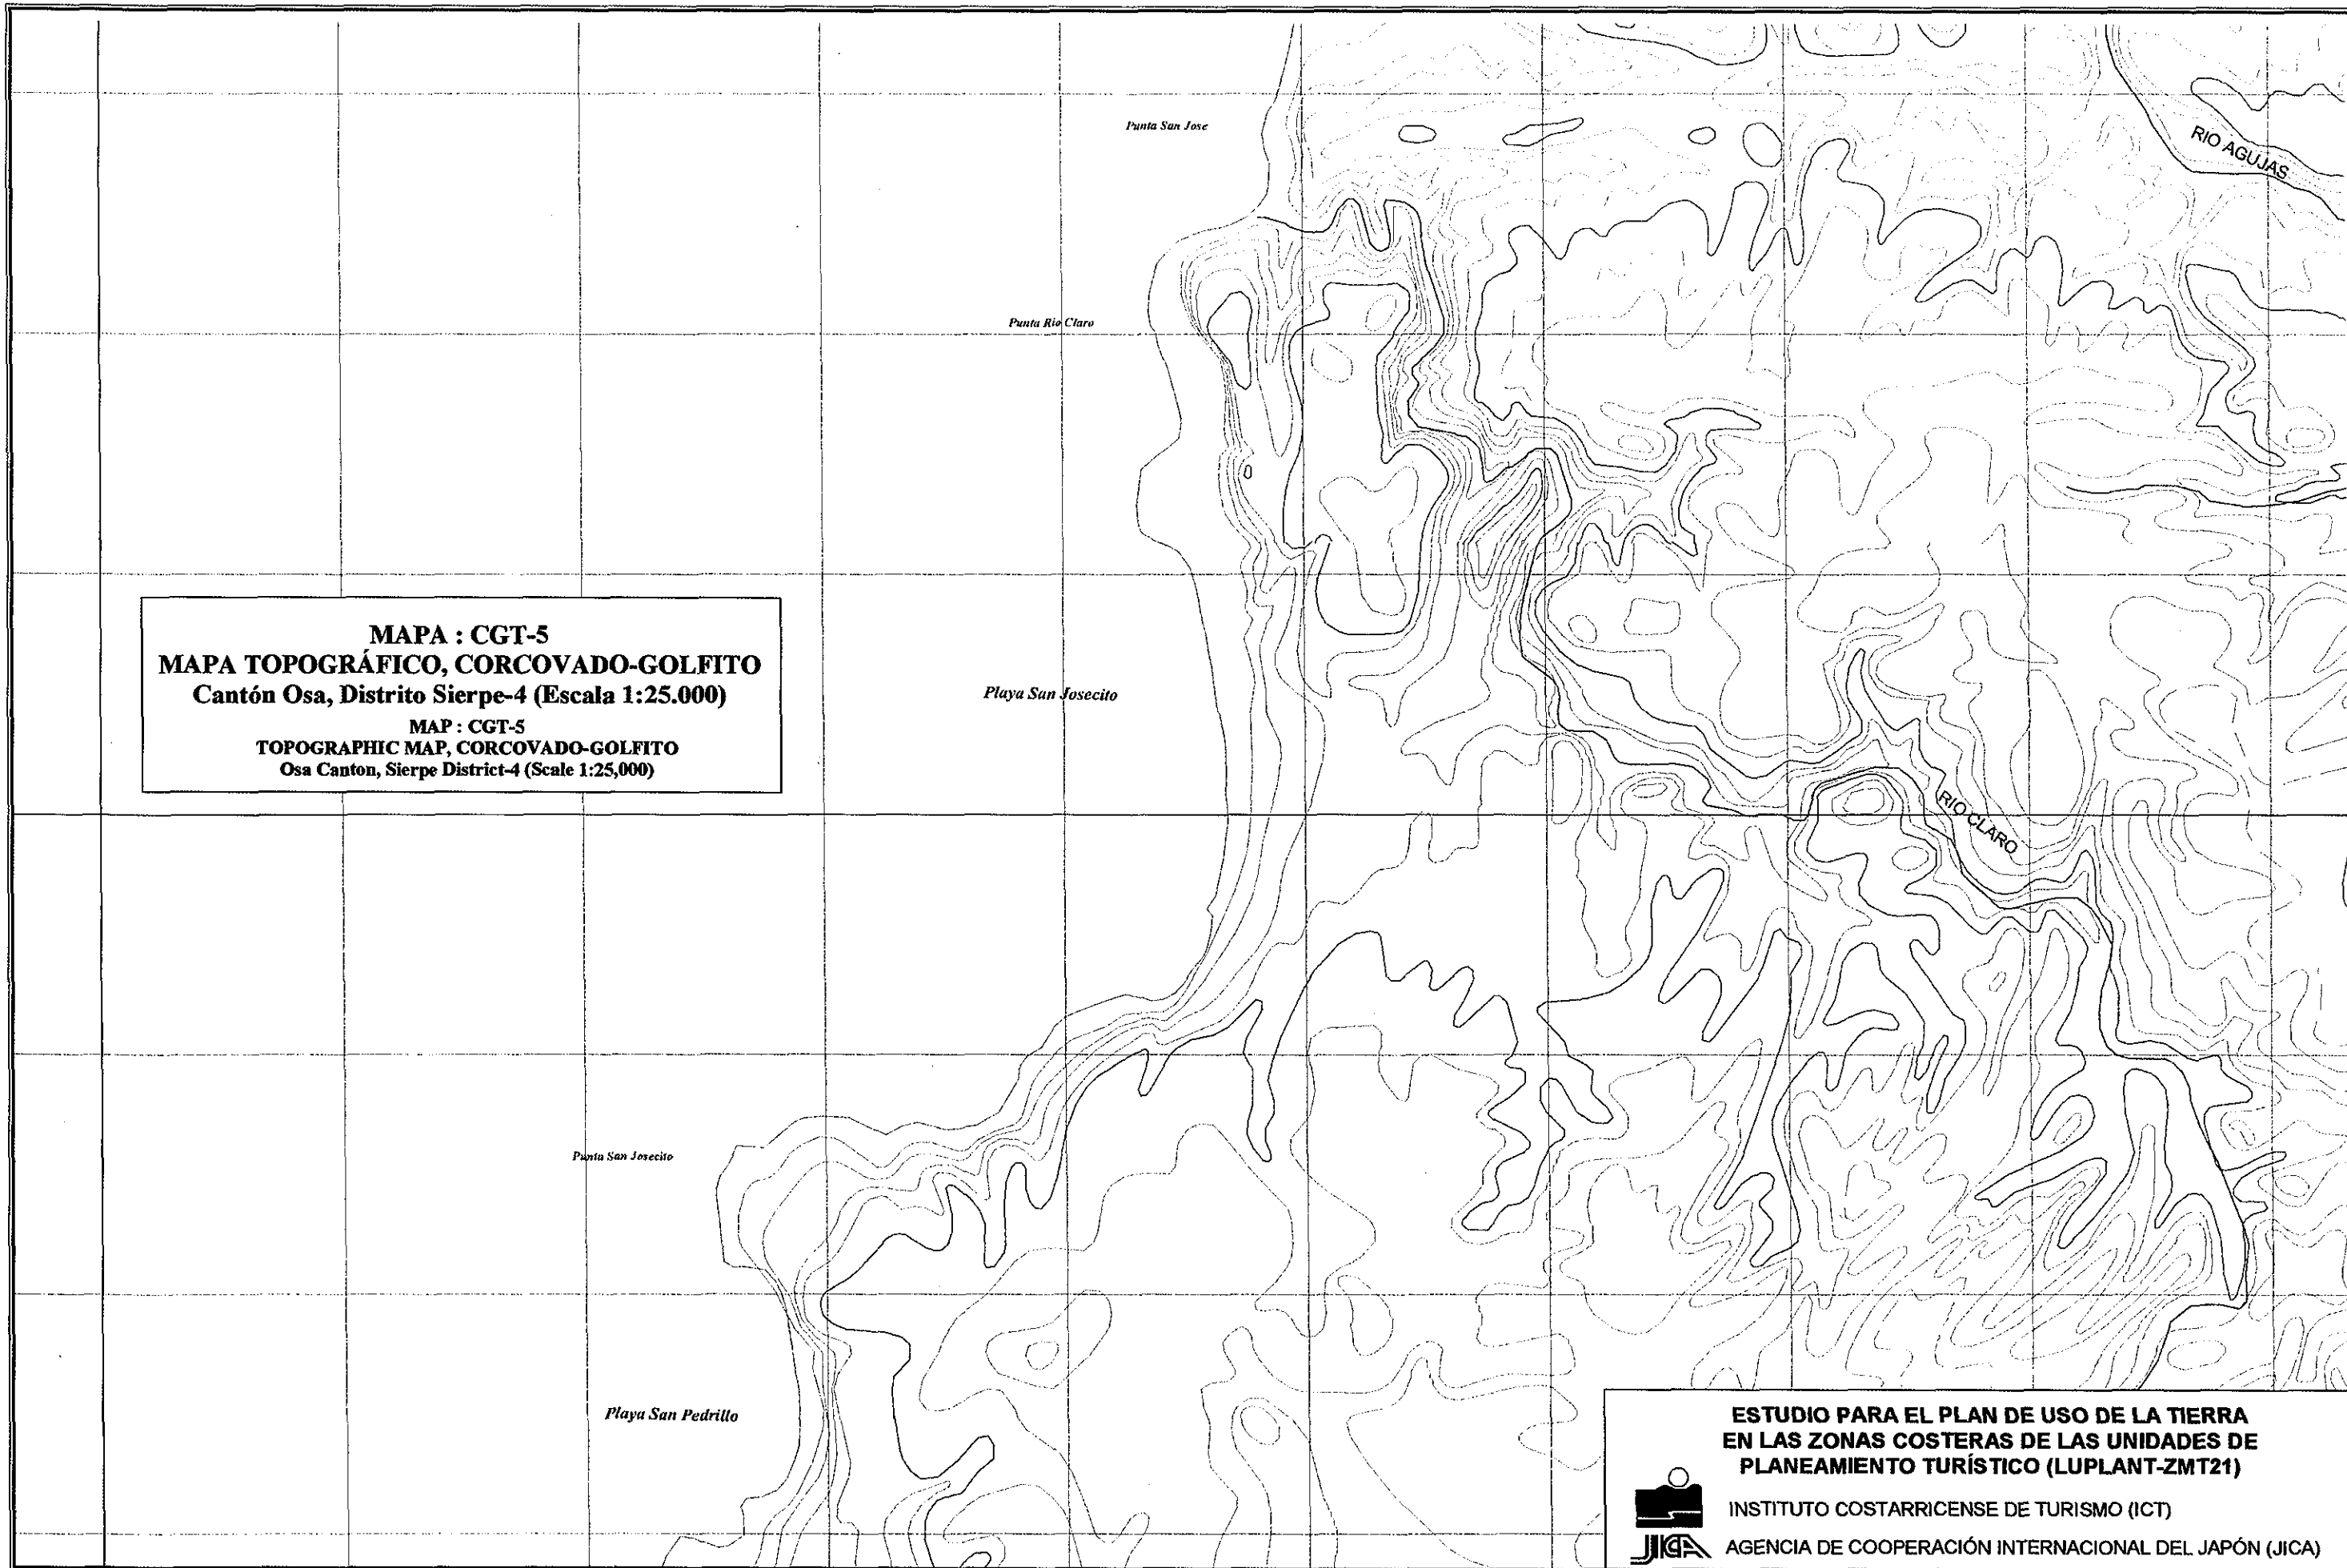 Punta San Jose
RIO AGUJAS
Punta Rio Claro
MAPA : CGT-5
MAPA TOPOGRÁFICO, CORCOVADO-GOLFITO
Cantón Osa, Distrito Sierpe-4 (Escala 1:25.000)
MAP : CGT-5
TOPOGRAPHIC MAP, CORCOVADO-GOLFITO
Osa Canton, Sierpe District-4 (Scale 1:25,000)
Playa San Josecito
RIO CLARO
Punta San Josecito
Playa San Pedrillo
ESTUDIO PARA EL PLAN DE USO DE LA TIERRA
EN LAS ZONAS COSTERAS DE LAS UNIDADES DE
PLANEAMIENTO TURÍSTICO (LUPLANT-ZMT21)
INSTITUTO COSTARRICENSE DE TURISMO (ICT)
JICA AGENCIA DE COOPERACIÓN INTERNACIONAL DEL JAPÓN (JICA)